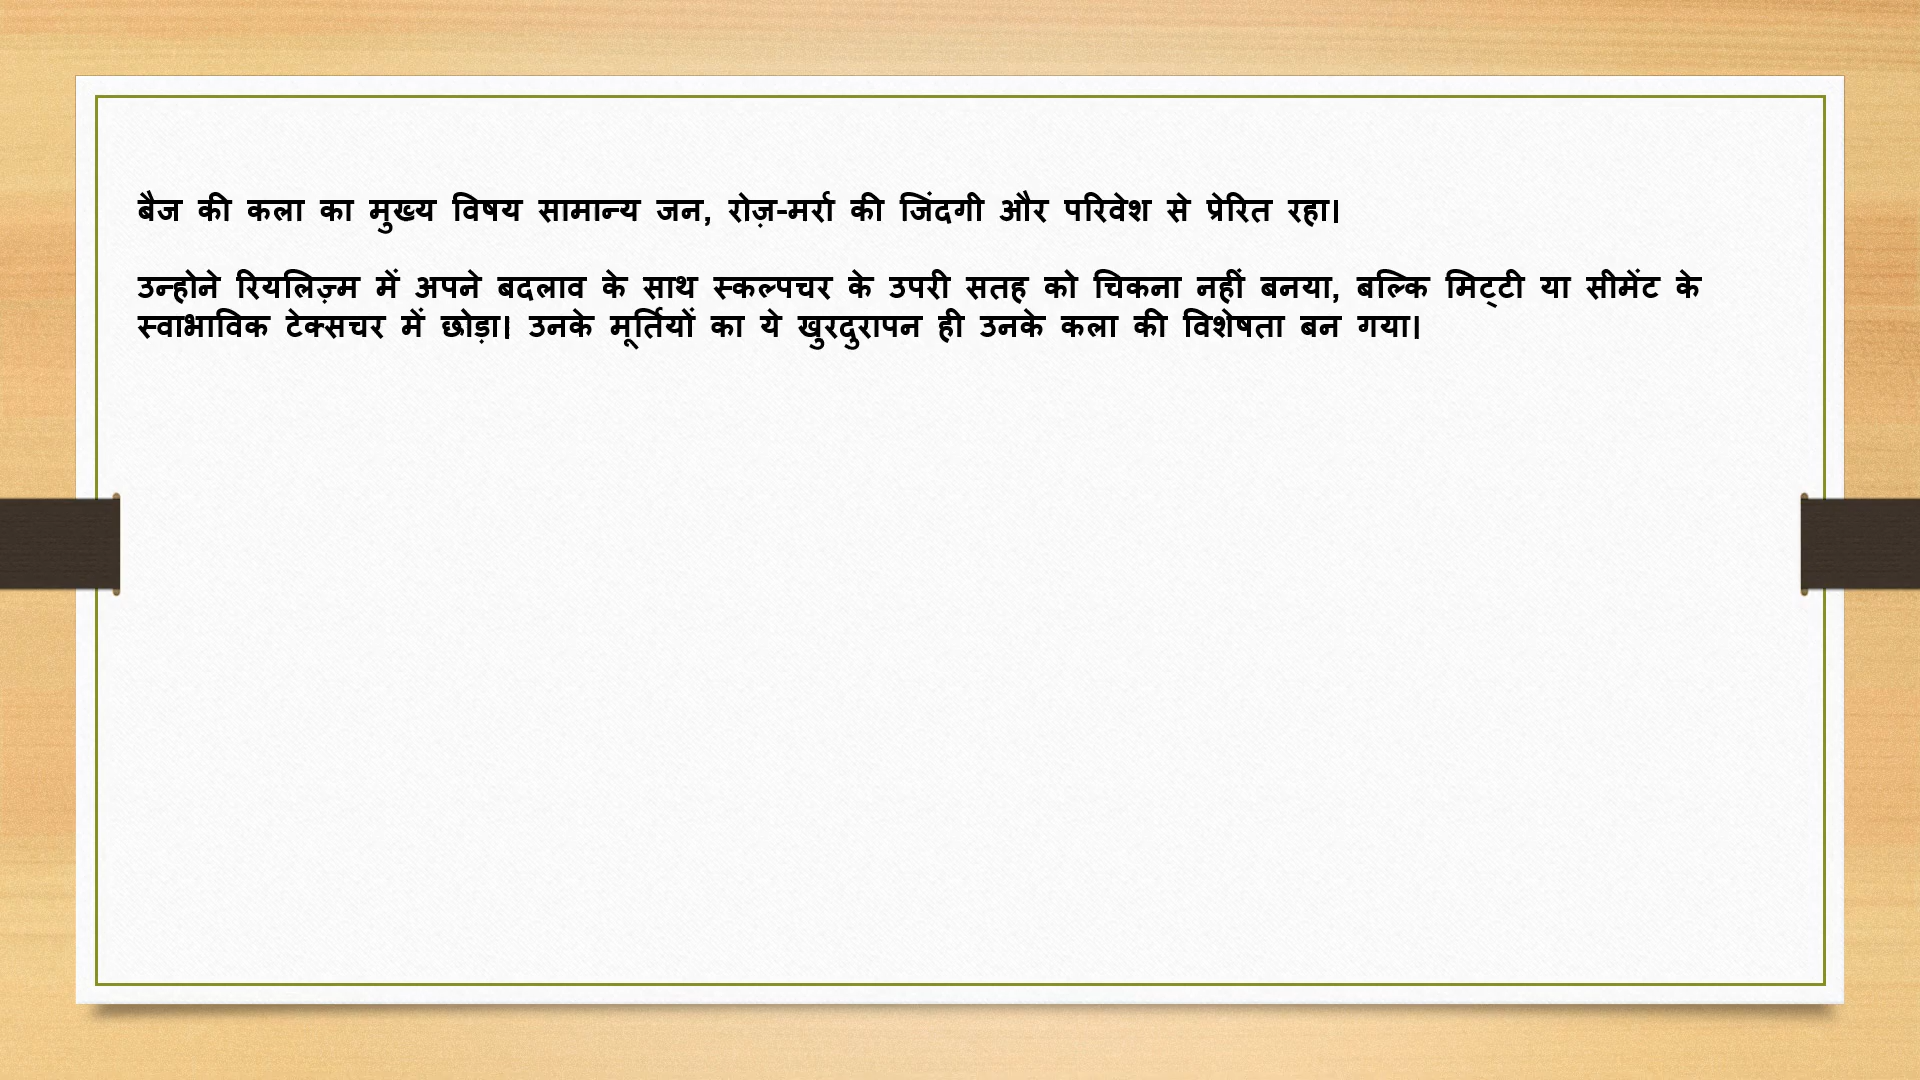 बैज की कला का मुख्य विषय सामान्य जन, रोज़-मर्रा की जिंदगी और परिवेश से प्रेरित रहा।
उन्होने रियलिज़्म में अपने बदलाव के साथ स्कल्पचर के उपरी सतह को चिकना नहीं बनया, बल्कि मिट्टी या सीमेंट के
स्वाभाविक टेक्सचर में छोड़ा। उनके मूर्तियों का ये खुरदुरापन ही उनके कला की विशेषता बन गया।